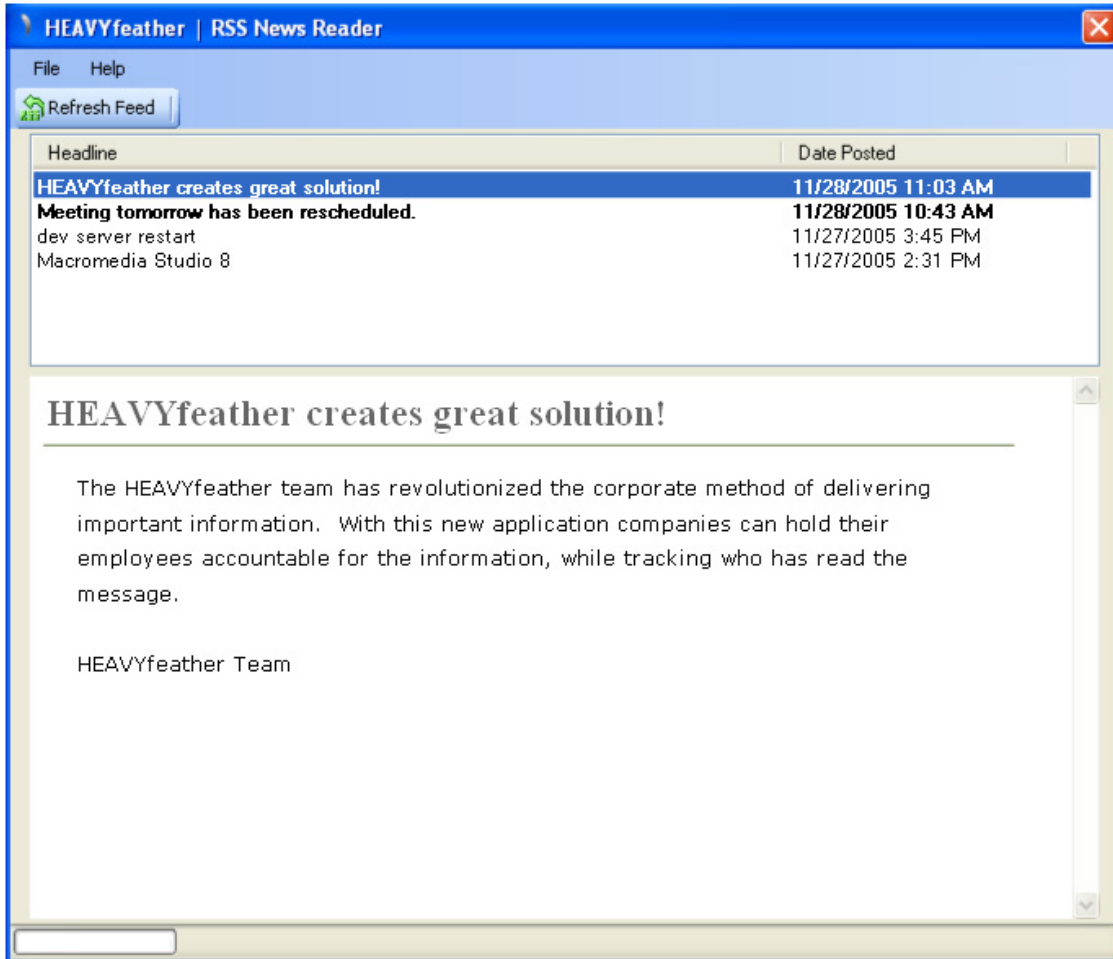 HEAVYfeather | RSS News Reader
File Help
Refresh Feed
Headline Date Posted
HEAVYfeather creates great solution! 11/28/2005 11:03 AM
Meeting tomorrow has been rescheduled. 11/28/2005 10:43 AM
dev server restart 11/27/2005 3:45 PM
Macromedia Studio 8 11/27/2005 2:31 PM
HEAVYfeather creates great solution!
The HEAVYfeather team has revolutionized the corporate method of delivering
important information.  With this new application companies can hold their
employees accountable for the information, while tracking who has read the
message.
HEAVYfeather Team